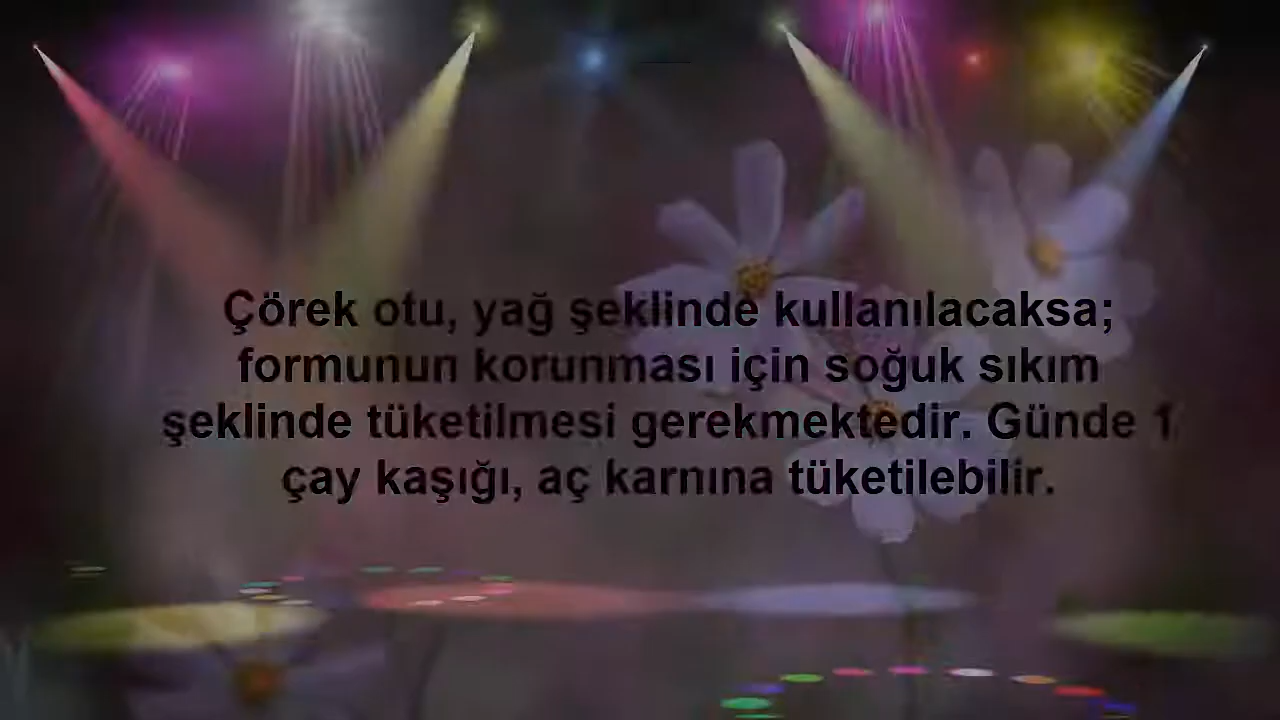 Çörek otu, yağ şeklinde kullanılacaksa;
formunun korunması için soğuk sıkım
şeklinde tüketilmesi gerekmektedir. Günde 1
çay kaşığı, aç karnına tüketilebilir.